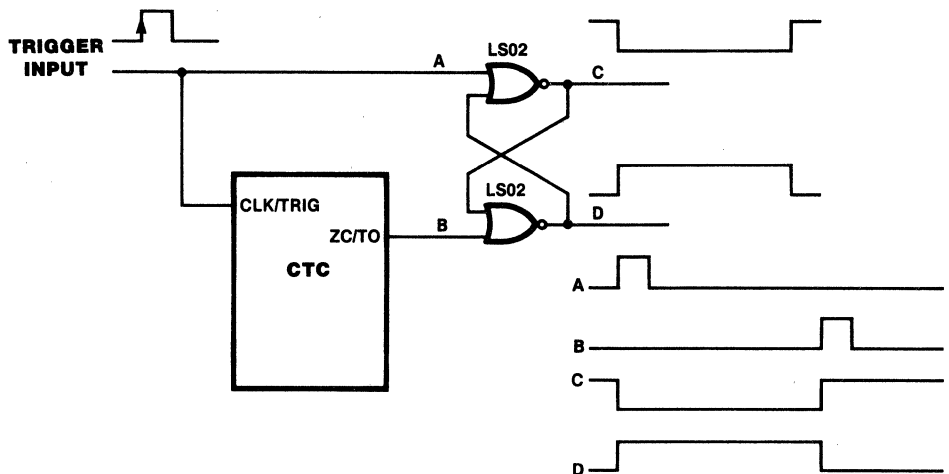 TRIGGER
INPUT
A
LS02
C
CLK/TRIG
ZC/TO
CTC
B
LS02
D
A
B
C
D